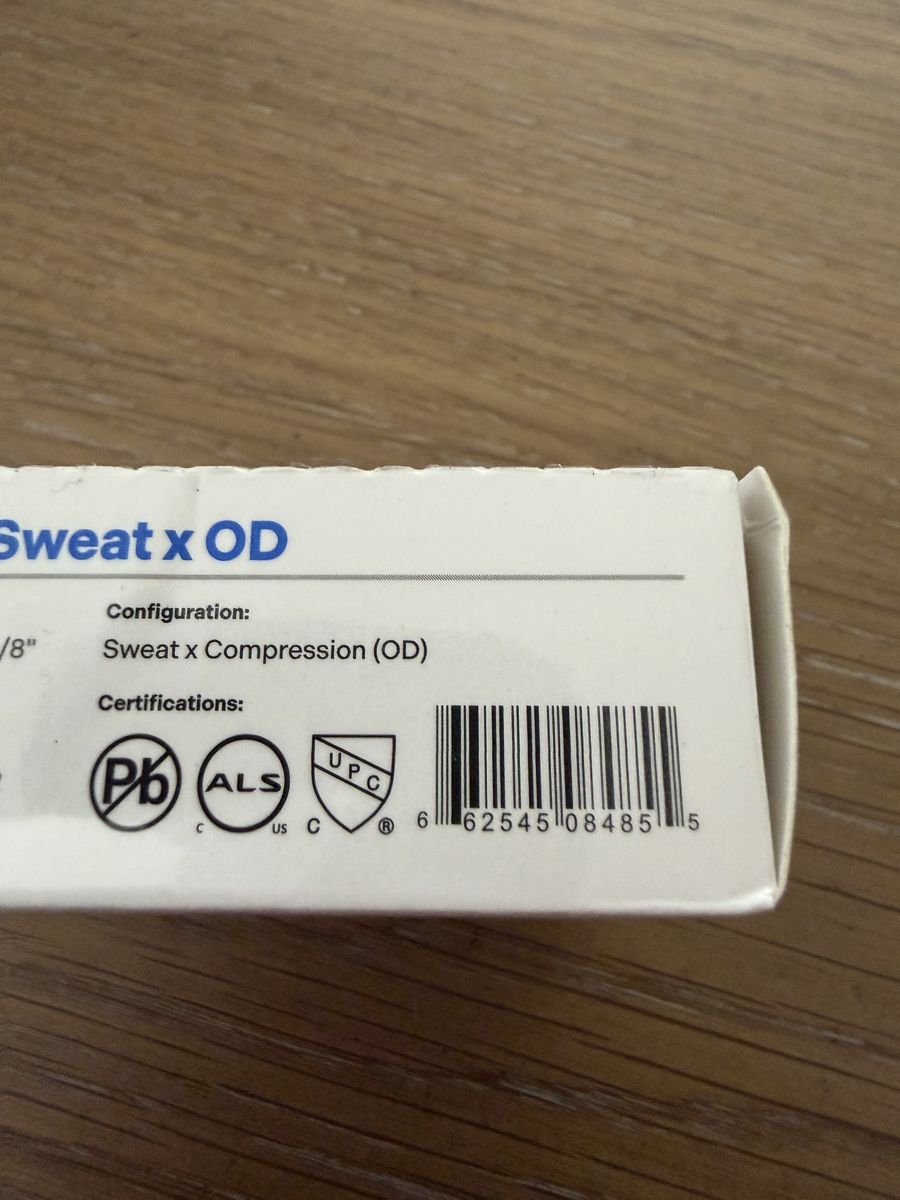 Sweat x OD
Configuration:
/8" Sweat x Compression (OD)
Certifications:
Pb
ALS
C US
UPC
C ®
6 62545 08485 5